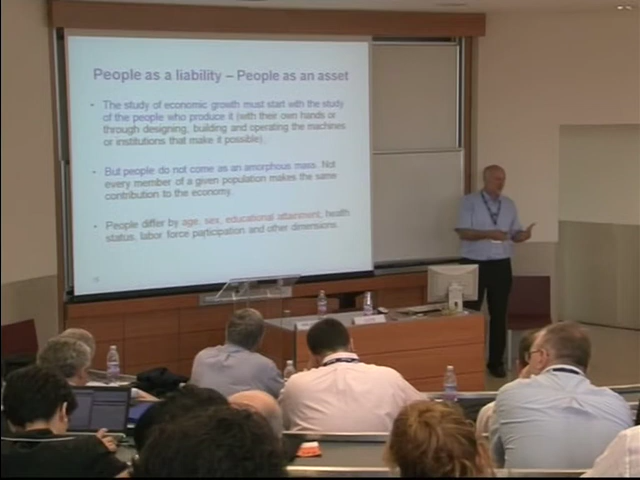 People as a liability – People as an asset
• The study of economic growth must start with the study
of the people who produce it (with their own hands or
through designing, building and operating the machines
or institutions that make it possible).
• But people do not come as an amorphous mass. Not
every member of a given population makes the same
contribution to the economy.
• People differ by age, sex, educational attainment, health
status, labor force participation and other dimensions.